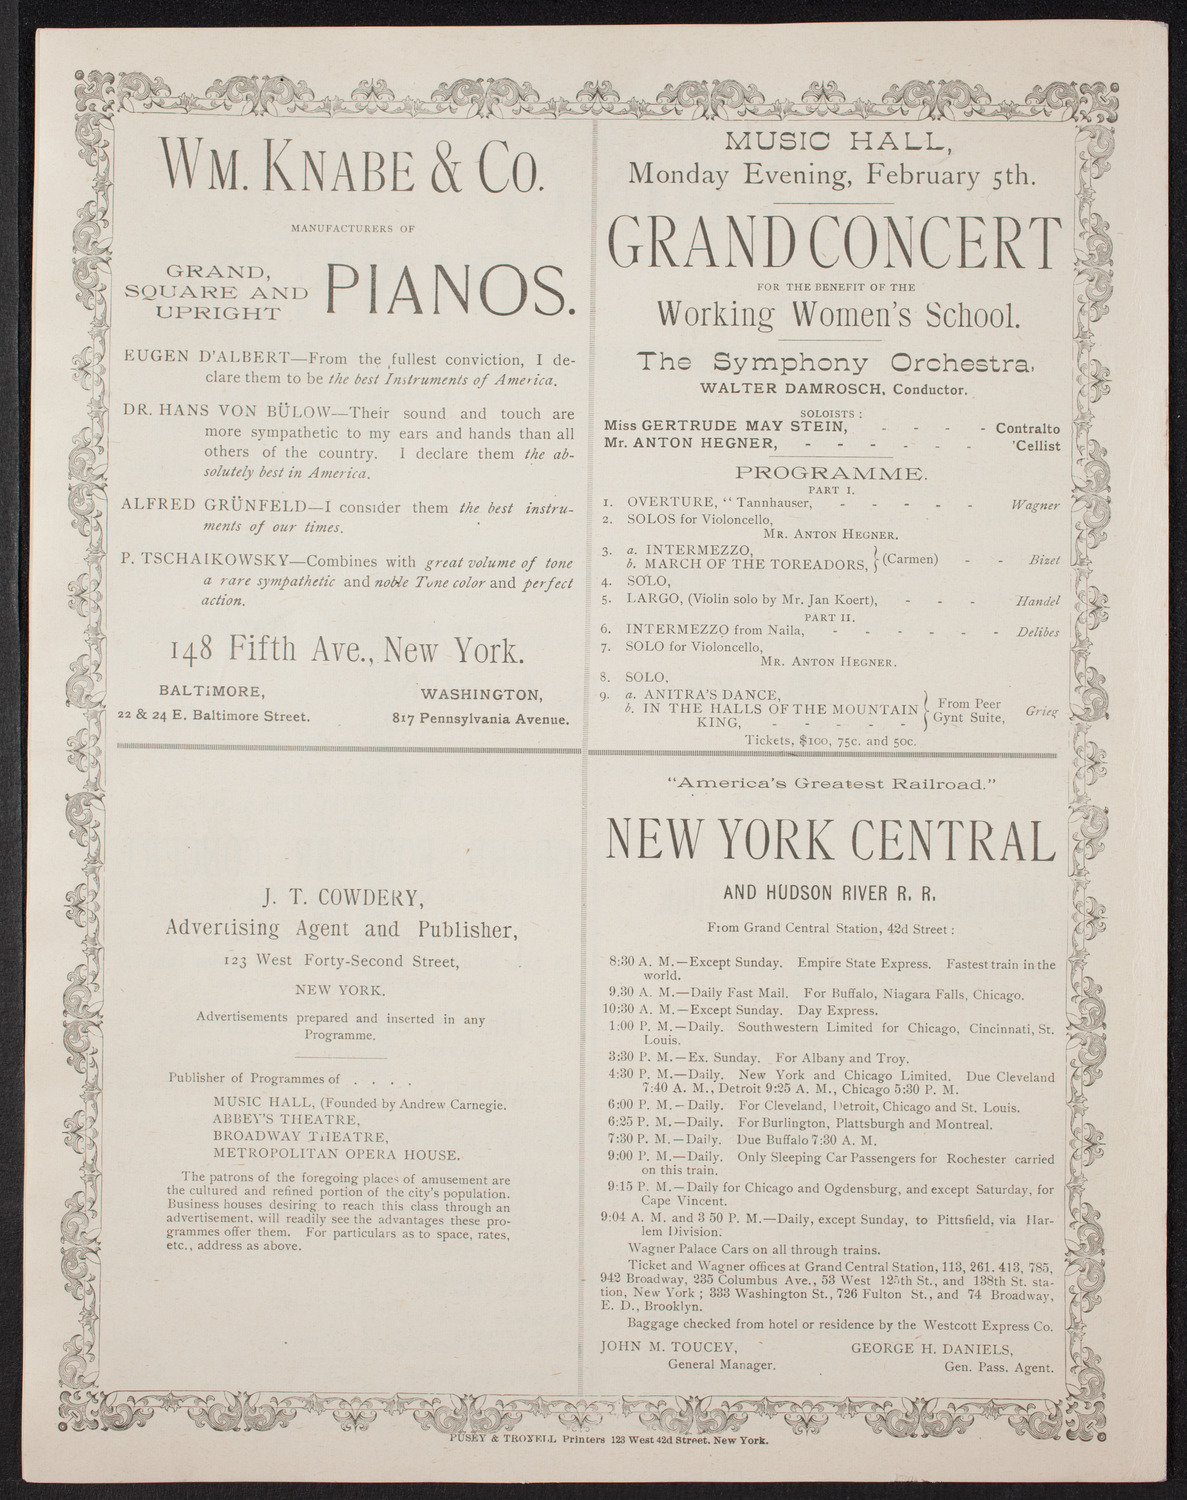 WM. KNABE & CO.
MANUFACTURERS OF
GRAND,
SQUARE AND
UPRIGHT
PIANOS.
EUGEN D'ALBERT—From the fullest conviction, I de-
clare them to be the best Instruments of America.
DR. HANS VON BÜLOW—Their sound and touch are
more sympathetic to my ears and hands than all
others of the country. I declare them the ab-
solutely best in America.
ALFRED GRÜNFELD—I consider them the best instru-
ments of our times.
P. TSCHAIKOWSKY—Combines with great volume of tone
a rare sympathetic and noble Tone color and perfect
action.
148 Fifth Ave., New York.
BALTIMORE,
22 & 24 E. Baltimore Street.
WASHINGTON,
817 Pennsylvania Avenue.
J. T. COWDERY,
Advertising Agent and Publisher,
123 West Forty-Second Street,
NEW YORK.
Advertisements prepared and inserted in any
Programme.
Publisher of Programmes of . . . .
MUSIC HALL, (Founded by Andrew Carnegie.
ABBEY'S THEATRE,
BROADWAY THEATRE,
METROPOLITAN OPERA HOUSE.
The patrons of the foregoing places of amusement are
the cultured and refined portion of the city's population.
Business houses desiring to reach this class through an
advertisement, will readily see the advantages these pro-
grammes offer them. For particulars as to space, rates,
etc., address as above.
MUSIC HALL,
Monday Evening, February 5th.
GRAND CONCERT
FOR THE BENEFIT OF THE
Working Women's School.
The Symphony Orchestra,
WALTER DAMROSCH, Conductor.
SOLOISTS:
Miss GERTRUDE MAY STEIN, - - - - Contralto
Mr. ANTON HEGNER, - - - - - - 'Cellist
PROGRAMME.
PART I.
1. OVERTURE, “ Tannhauser, - - - - - Wagner
2. SOLOS for Violoncello,
MR. ANTON HEGNER.
3. a. INTERMEZZO,
b. MARCH OF THE TOREADORS, } (Carmen) - - Bizet
4. SOLO,
5. LARGO, (Violin solo by Mr. Jan Koert), - - - Handel
PART II.
6. INTERMEZZO from Naila, - - - - - - Delibes
7. SOLO for Violoncello,
MR. ANTON HEGNER.
8. SOLO.
9. a. ANITRA'S DANCE,
b. IN THE HALLS OF THE MOUNTAIN
KING, - - - - - } From Peer Gynt Suite, Grieg
Tickets, $100, 75c. and 50c.
“America's Greatest Railroad.”
NEW YORK CENTRAL
AND HUDSON RIVER R. R.
From Grand Central Station, 42d Street:
8:30 A. M.—Except Sunday. Empire State Express. Fastest train in the
world.
9.30 A. M.—Daily Fast Mail. For Buffalo, Niagara Falls, Chicago.
10:30 A. M.—Except Sunday. Day Express.
1:00 P. M.—Daily. Southwestern Limited for Chicago, Cincinnati, St.
Louis.
3:30 P. M.—Ex. Sunday. For Albany and Troy.
4:30 P. M.—Daily. New York and Chicago Limited. Due Cleveland
7:40 A. M., Detroit 9:25 A. M., Chicago 5:30 P. M.
6:00 P. M.—Daily. For Cleveland, Detroit, Chicago and St. Louis.
6:25 P. M.—Daily. For Burlington, Plattsburgh and Montreal.
7:30 P. M.—Daily. Due Buffalo 7:30 A. M.
9:00 P. M.—Daily. Only Sleeping Car Passengers for Rochester carried
on this train.
9:15 P. M.—Daily for Chicago and Ogdensburg, and except Saturday, for
Cape Vincent.
9:04 A. M. and 3 50 P. M.—Daily, except Sunday, to Pittsfield, via Har-
lem Division.
Wagner Palace Cars on all through trains.
Ticket and Wagner offices at Grand Central Station, 113, 261. 413, 785,
942 Broadway, 235 Columbus Ave., 53 West 125th St., and 138th St. sta-
tion, New York ; 333 Washington St., 726 Fulton St., and 74 Broadway,
E. D., Brooklyn.
Baggage checked from hotel or residence by the Westcott Express Co.
JOHN M. TOUCEY,
General Manager.
GEORGE H. DANIELS,
Gen. Pass. Agent.
PUSEY & TROXELL Printers 123 West 42d Street, New York.